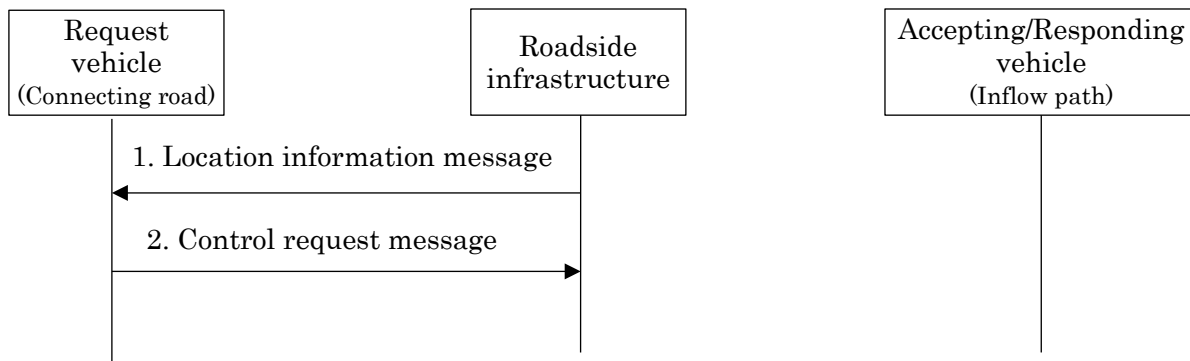 Request
vehicle
(Connecting road)
Roadside
infrastructure
Accepting/Responding
vehicle
(Inflow path)
1. Location information message
2. Control request message